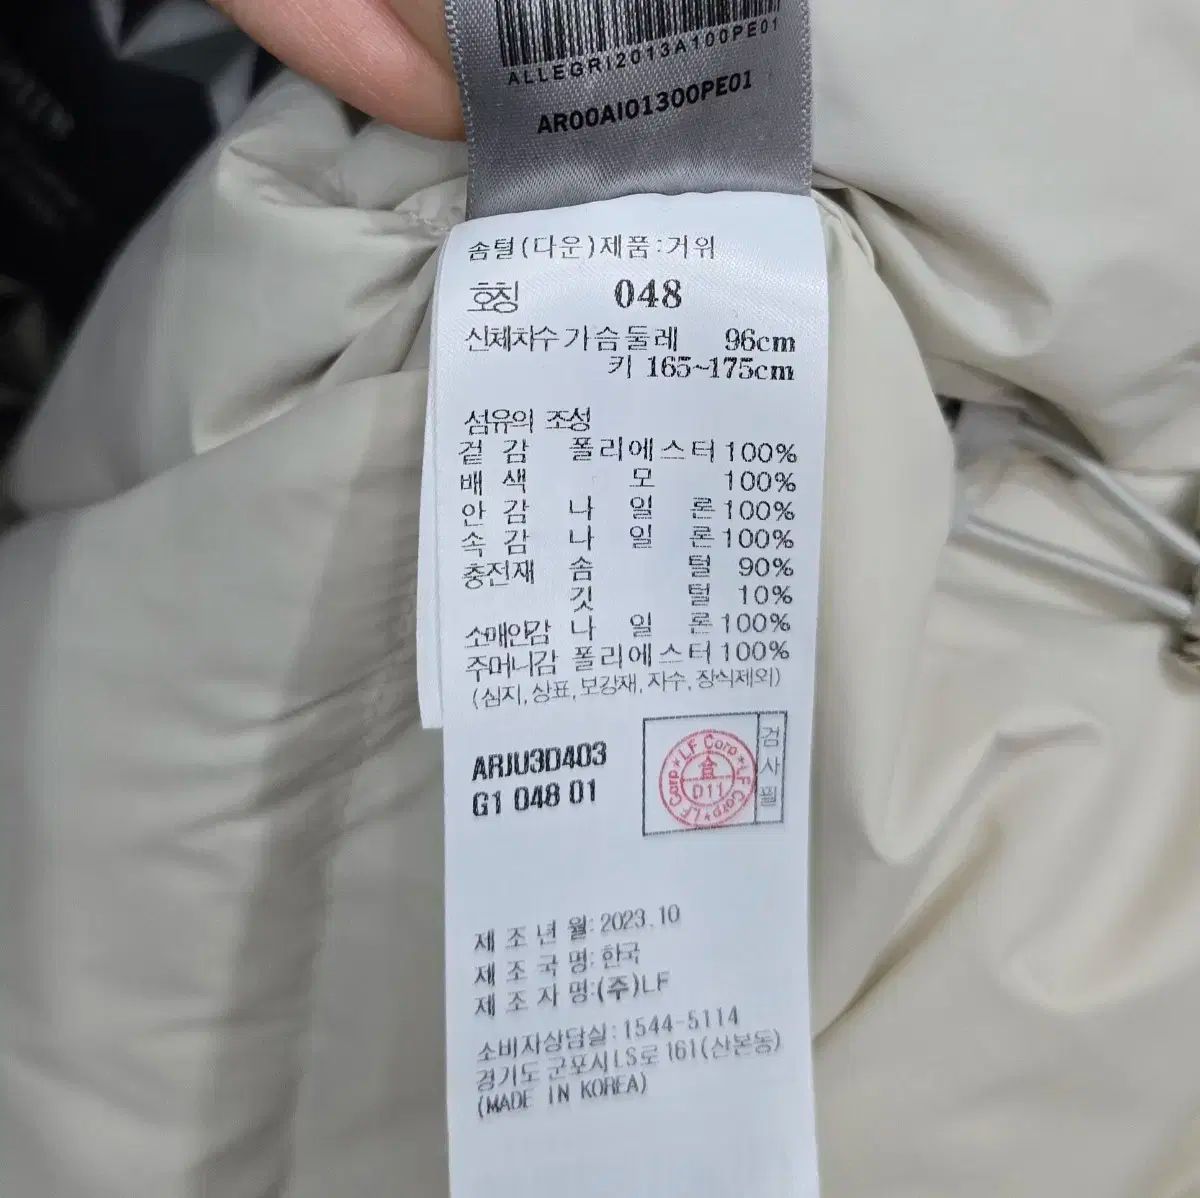 ALLEGRI2013A100PE01
AR00AI01300PE01
솜털(다운)제품:거위
호칭 048
신체치수 가슴둘레 96cm
키 165~175cm
섬유의 조성
겉 감 폴리에스터 100%
배 색 모 100%
안 감 나 일 론 100%
속 감 나 일 론 100%
충전재 솜 털 90%
깃 털 10%
소매안감 나 일 론 100%
주머니감 폴리에스터 100%
(심지,상표,보강재,자수,장식제외)
ARJU3D403
G1 048 01
LF Corp ★ LF Corp ★ LF Corp ★
D11
검사필
제 조 년 월: 2023.10
제 조 국 명: 한국
제 조 자 명: (주)LF
소비자상담실: 1544-5114
경기도 군포시 LS로 161(산본동)
(MADE IN KOREA)